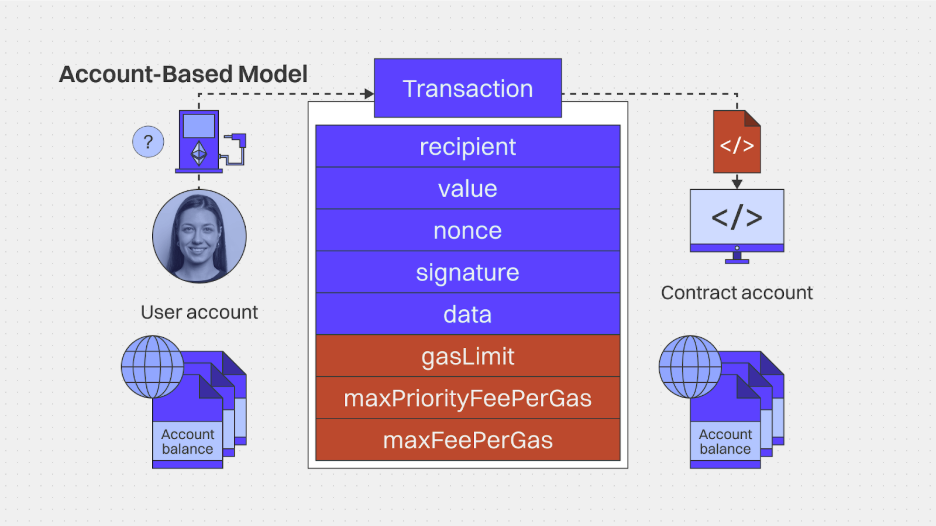 Account-Based Model
Transaction
recipient
value
nonce
signature
data
gasLimit
maxPriorityFeePerGas
maxFeePerGas
?
User account
Account
balance
</>
</>
Contract account
Account
balance